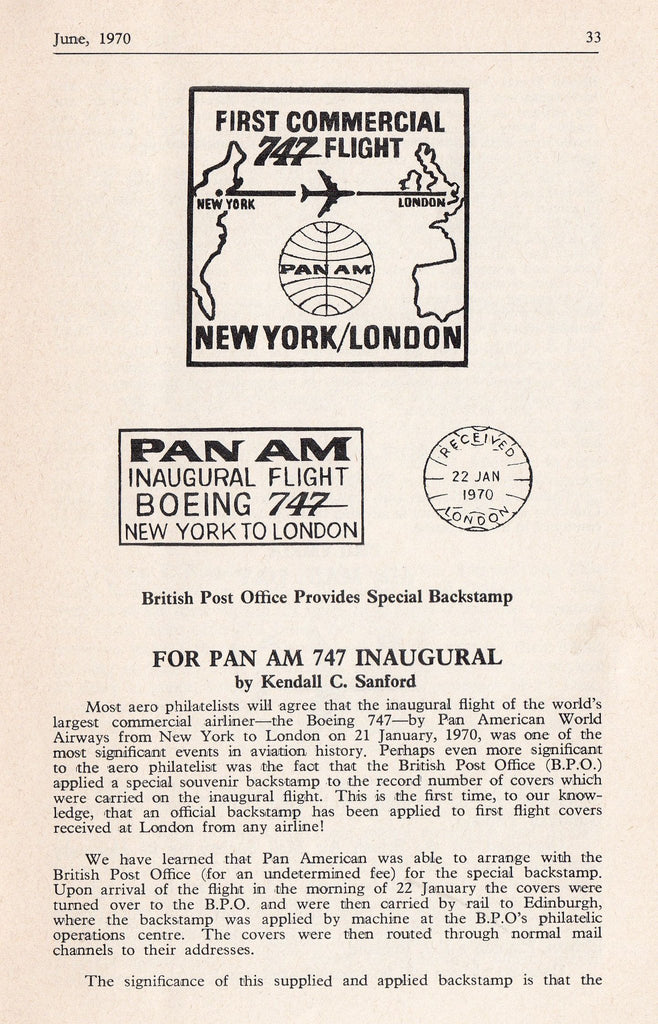 June, 1970 33
FIRST COMMERCIAL
747 FLIGHT
NEW YORK LONDON
PAN AM
NEW YORK/LONDON
PAN AM
INAUGURAL FLIGHT
BOEING 747
NEW YORK TO LONDON
RECEIVED
22 JAN
1970
LONDON
British Post Office Provides Special Backstamp
FOR PAN AM 747 INAUGURAL
by Kendall C. Sanford
Most aero philatelists will agree that the inaugural flight of the world's
largest commercial airliner—the Boeing 747—by Pan American World
Airways from New York to London on 21 January, 1970, was one of the
most significant events in aviation history. Perhaps even more significant
to the aero philatelist was the fact that the British Post Office (B.P.O.)
applied a special souvenir backstamp to the record number of covers which
were carried on the inaugural flight. This is the first time, to our know-
ledge, that an official backstamp has been applied to first flight covers
received at London from any airline!
We have learned that Pan American was able to arrange with the
British Post Office (for an undetermined fee) for the special backstamp.
Upon arrival of the flight in the morning of 22 January the covers were
turned over to the B.P.O. and were then carried by rail to Edinburgh,
where the backstamp was applied by machine at the B.P.O's philatelic
operations centre. The covers were then routed through normal mail
channels to their addresses.
The significance of this supplied and applied backstamp is that the